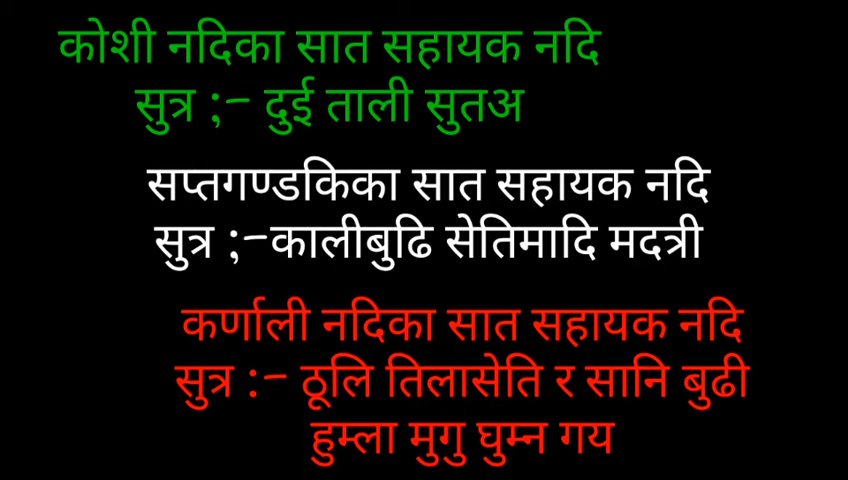 कोशी नदिका सात सहायक नदि
सुत्र ;– दुई ताली सुतअ
सप्तगण्डकिका सात सहायक नदि
सुत्र ;–कालीबुढि सेतिमादि मदत्री
कर्णाली नदिका सात सहायक नदि
सुत्र :– ठूलि तिलासेति र सानि बुढी
हुम्ला मुगु घुम्न गय